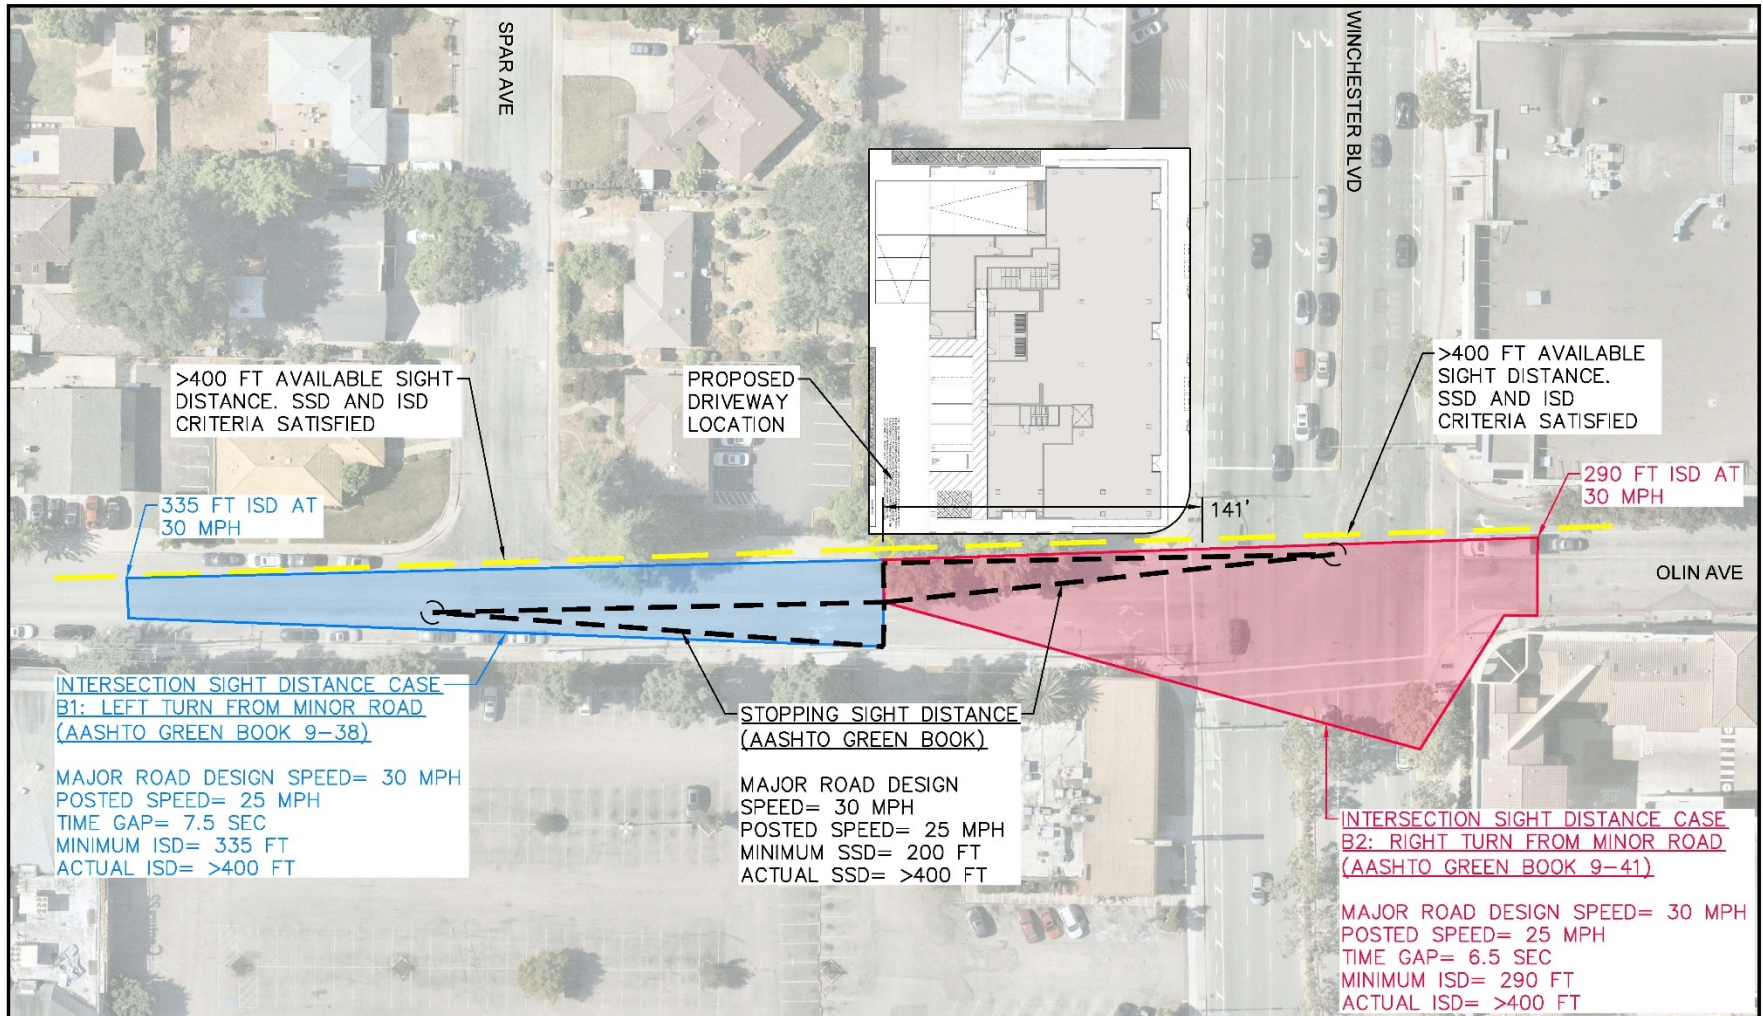 SPAR AVE
WINCHESTER BLVD
>400 FT AVAILABLE SIGHT
DISTANCE. SSD AND ISD
CRITERIA SATISFIED
PROPOSED
DRIVEWAY
LOCATION
>400 FT AVAILABLE
SIGHT DISTANCE.
SSD AND ISD
CRITERIA SATISFIED
335 FT ISD AT
30 MPH
141'
290 FT ISD AT
30 MPH
OLIN AVE
INTERSECTION SIGHT DISTANCE CASE
B1: LEFT TURN FROM MINOR ROAD
(AASHTO GREEN BOOK 9-38)
MAJOR ROAD DESIGN SPEED= 30 MPH
POSTED SPEED= 25 MPH
TIME GAP= 7.5 SEC
MINIMUM ISD= 335 FT
ACTUAL ISD= >400 FT
STOPPING SIGHT DISTANCE
(AASHTO GREEN BOOK)
MAJOR ROAD DESIGN
SPEED= 30 MPH
POSTED SPEED= 25 MPH
MINIMUM SSD= 200 FT
ACTUAL SSD= >400 FT
INTERSECTION SIGHT DISTANCE CASE
B2: RIGHT TURN FROM MINOR ROAD
(AASHTO GREEN BOOK 9-41)
MAJOR ROAD DESIGN SPEED= 30 MPH
POSTED SPEED= 25 MPH
TIME GAP= 6.5 SEC
MINIMUM ISD= 290 FT
ACTUAL ISD= >400 FT